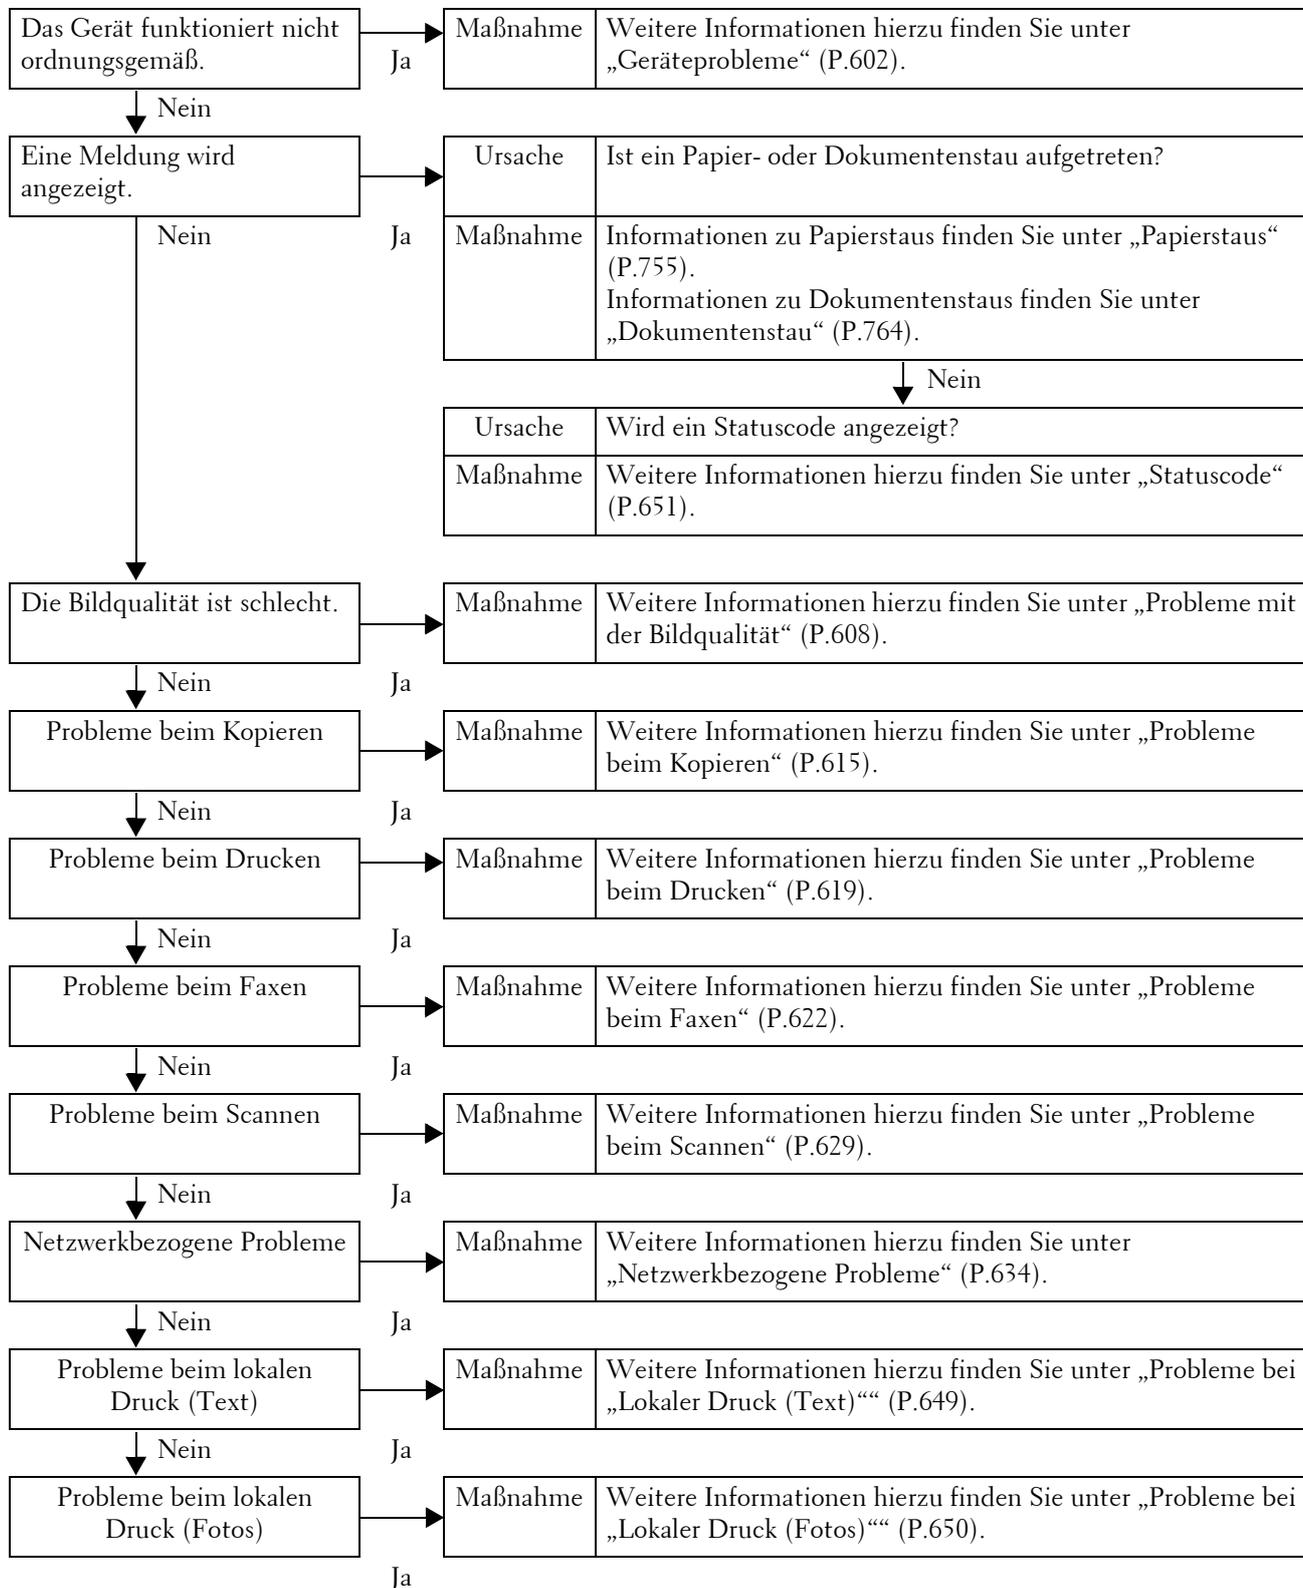 Das Gerät funktioniert nicht
ordnungsgemäß.
Ja
Maßnahme
Weitere Informationen hierzu finden Sie unter
„Geräteprobleme“ (P.602).
Nein
Eine Meldung wird
angezeigt.
Ursache
Ist ein Papier- oder Dokumentenstau aufgetreten?
Nein
Ja
Maßnahme
Informationen zu Papierstaus finden Sie unter „Papierstaus“
(P.755).
Informationen zu Dokumentenstaus finden Sie unter
„Dokumentenstau“ (P.764).
Nein
Ursache
Wird ein Statuscode angezeigt?
Maßnahme
Weitere Informationen hierzu finden Sie unter „Statuscode“
(P.651).
Die Bildqualität ist schlecht.
Maßnahme
Weitere Informationen hierzu finden Sie unter „Probleme mit
der Bildqualität“ (P.608).
Nein
Ja
Probleme beim Kopieren
Maßnahme
Weitere Informationen hierzu finden Sie unter „Probleme
beim Kopieren“ (P.615).
Nein
Ja
Probleme beim Drucken
Maßnahme
Weitere Informationen hierzu finden Sie unter „Probleme
beim Drucken“ (P.619).
Nein
Ja
Probleme beim Faxen
Maßnahme
Weitere Informationen hierzu finden Sie unter „Probleme
beim Faxen“ (P.622).
Nein
Ja
Probleme beim Scannen
Maßnahme
Weitere Informationen hierzu finden Sie unter „Probleme
beim Scannen“ (P.629).
Nein
Ja
Netzwerkbezogene Probleme
Maßnahme
Weitere Informationen hierzu finden Sie unter
„Netzwerkbezogene Probleme“ (P.634).
Nein
Ja
Probleme beim lokalen
Druck (Text)
Maßnahme
Weitere Informationen hierzu finden Sie unter „Probleme bei
„Lokaler Druck (Text)““ (P.649).
Nein
Ja
Probleme beim lokalen
Druck (Fotos)
Maßnahme
Weitere Informationen hierzu finden Sie unter „Probleme bei
„Lokaler Druck (Fotos)““ (P.650).
Ja